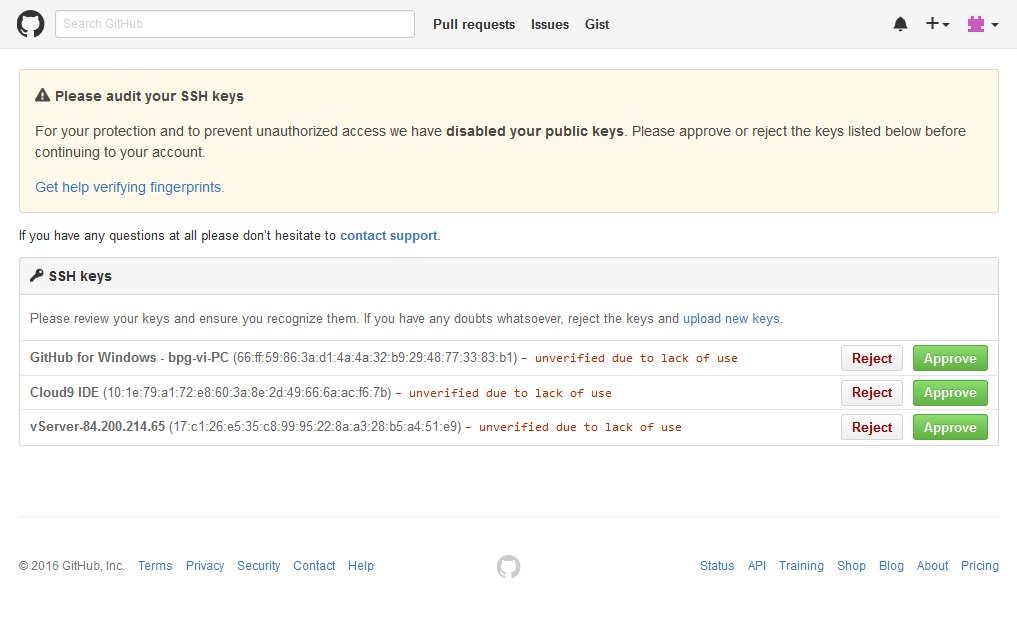 Search GitHub Pull requests Issues Gist
Please audit your SSH keys
For your protection and to prevent unauthorized access we have disabled your public keys. Please approve or reject the keys listed below before
continuing to your account.
Get help verifying fingerprints.
If you have any questions at all please don't hesitate to contact support.
SSH keys
Please review your keys and ensure you recognize them. If you have any doubts whatsoever, reject the keys and upload new keys.
GitHub for Windows - bpg-vi-PC (66:ff:59:86:3a:d1:4a:4a:32:b9:29:48:77:33:83:b1) – unverified due to lack of use Reject Approve
Cloud9 IDE (10:1e:79:a1:72:e8:60:3a:8e:2d:49:66:6a:ac:f6:7b) – unverified due to lack of use Reject Approve
vServer-84.200.214.65 (17:c1:26:e5:35:c8:99:95:22:8a:a3:28:b5:a4:51:e9) – unverified due to lack of use Reject Approve
© 2016 GitHub, Inc. Terms Privacy Security Contact Help Status API Training Shop Blog About Pricing